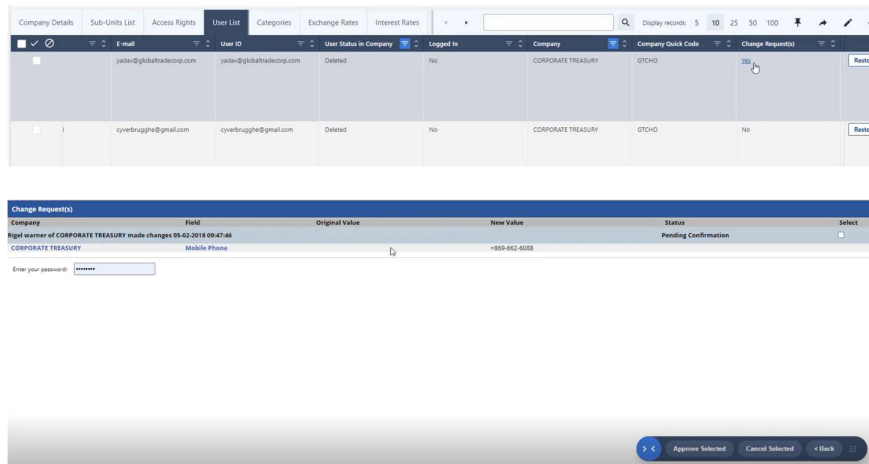 Company Details Sub-Units List Access Rights User List Categories Exchange Rates Interest Rates Display records: 5 10 25 50 100
E-mail User ID User Status in Company Logged In Company Company Quick Code Change Request(s)
yadav@globaltradecorp.com yadav@globaltradecorp.com Deleted No CORPORATE TREASURY GTCHO Yes Resto
cyverbrugghe@gmail.com cyverbrugghe@gmail.com Deleted No CORPORATE TREASURY GTCHO No Resto
Change Request(s)
Company Field Original Value New Value Status Select
Rigel warner of CORPORATE TREASURY made changes 05-02-2018 09:47:46 Pending Confirmation
CORPORATE TREASURY Mobile Phone +869-662-6088
Enter your password: ••••••••
Approve Selected Cancel Selected < Back